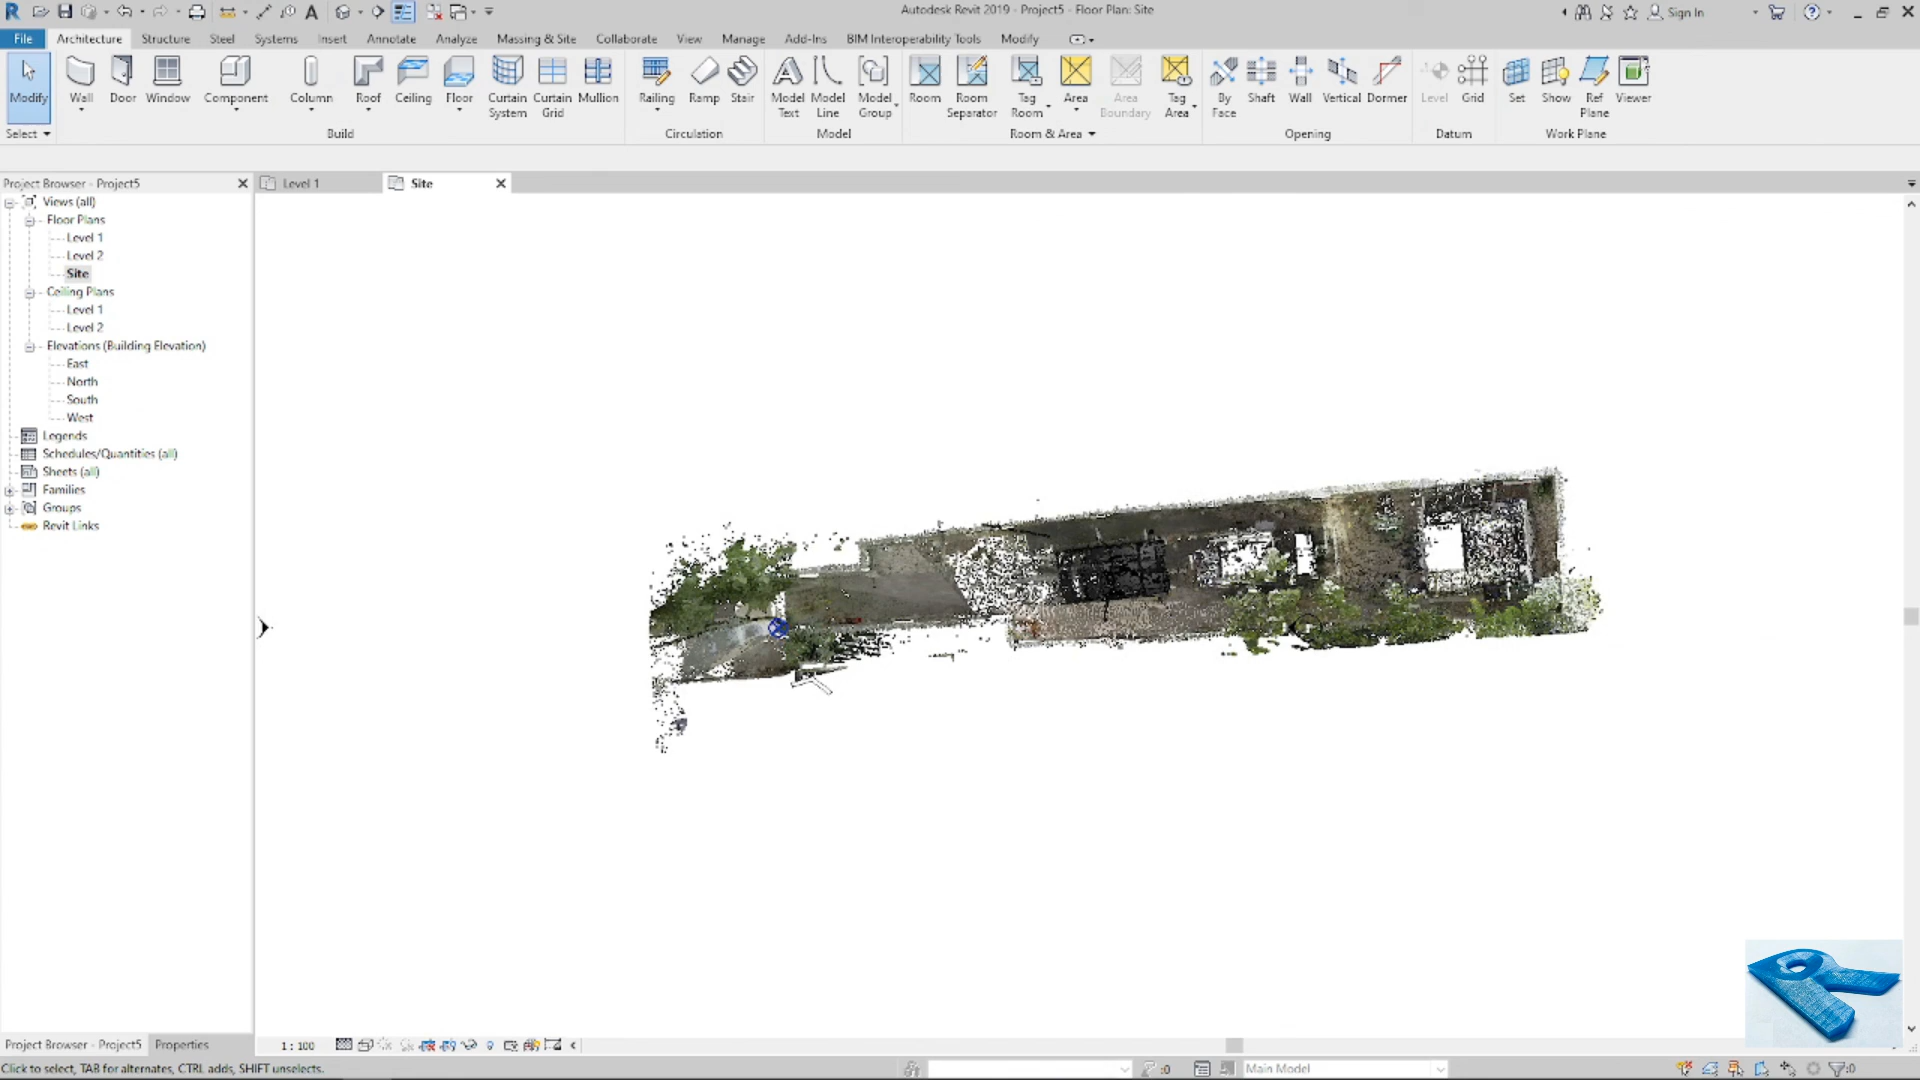 Autodesk Revit 2019 - Project5 - Floor Plan: Site
Sign In
File Architecture Structure Steel Systems Insert Annotate Analyze Massing & Site Collaborate View Manage Add-Ins BIM Interoperability Tools Modify
Modify Wall Door Window Component Column Roof Ceiling Floor Curtain System Curtain Grid Mullion Railing Ramp Stair Model Text Model Line Model Group Room Room Separator Tag Room Area Area Boundary Tag Area By Face Shaft Wall Vertical Dormer Level Grid Set Show Ref Plane Viewer
Select Build Circulation Model Room & Area Opening Datum Work Plane
Project Browser - Project5
Level 1 Site
Views (all)
Floor Plans
Level 1
Level 2
Site
Ceiling Plans
Level 1
Level 2
Elevations (Building Elevation)
East
North
South
West
Legends
Schedules/Quantities (all)
Sheets (all)
Families
Groups
Revit Links
Project Browser - Project5 Properties
1 : 100
Click to select, TAB for alternates, CTRL adds, SHIFT unselects.
:0
Main Model
:0